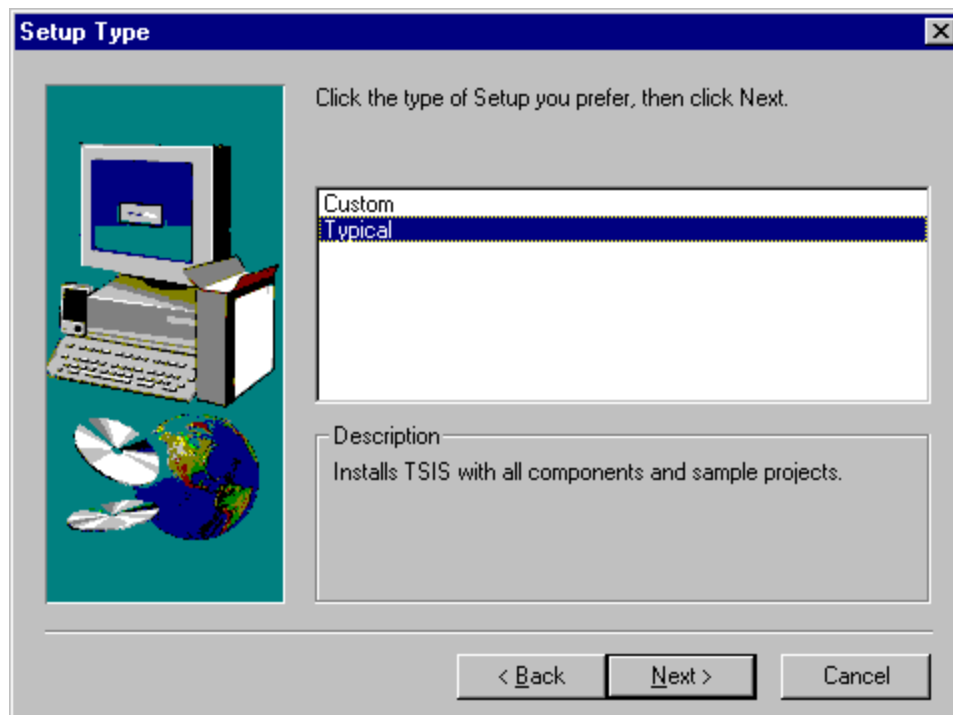 Setup Type
Click the type of Setup you prefer, then click Next.
Custom
Typical
Description
Installs TSIS with all components and sample projects.
< Back
Next >
Cancel